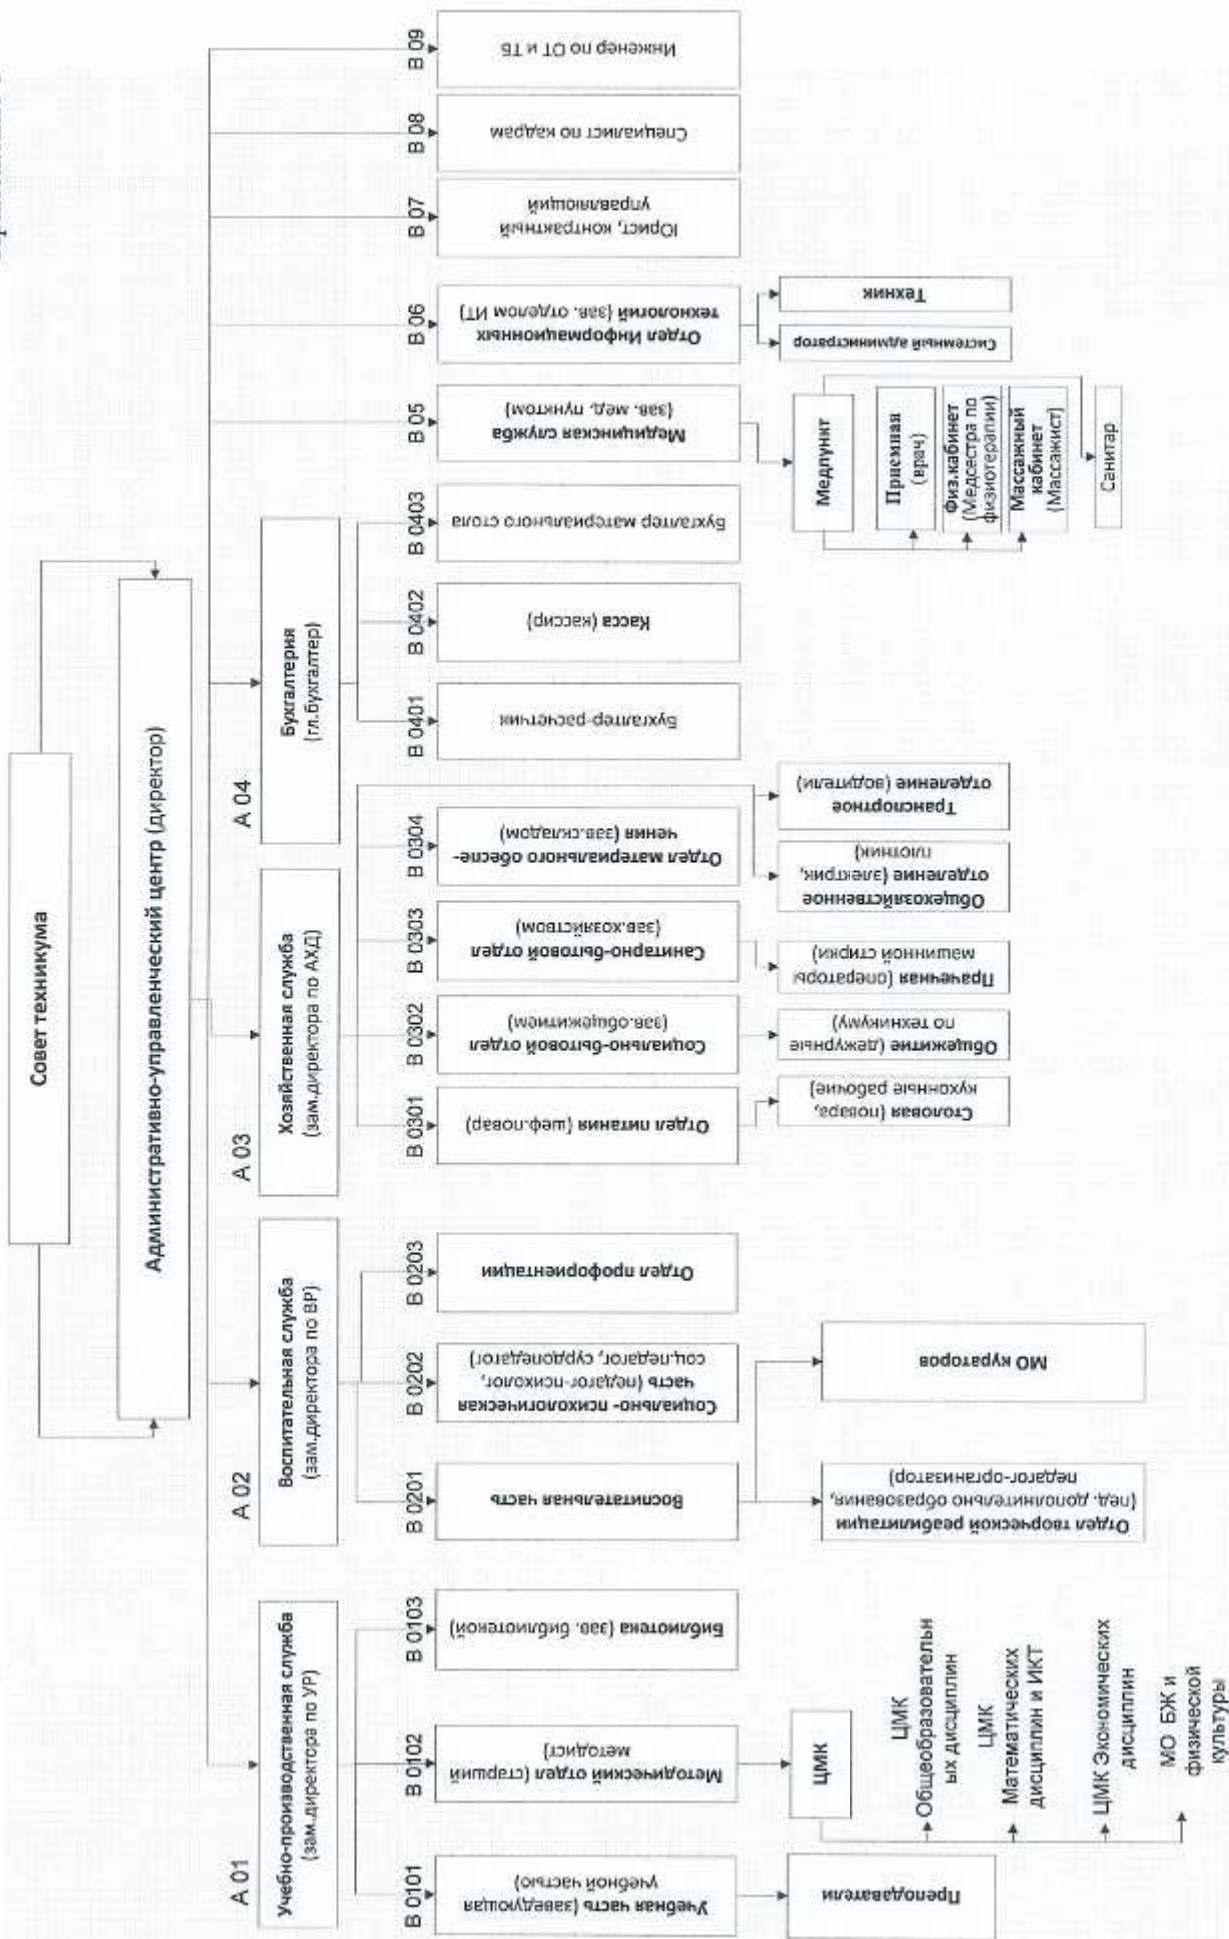 Совет техникума
Административно-управленческий центр (директор)
А 01
Учебно-производственная служба
(зам.директора по УР)
А 02
Воспитательная служба
(зам.директора по ВР)
А 03
Хозяйственная служба
(зам.директора по АХД)
А 04
Бухгалтерия
(гл.бухгалтер)
В 0101
Учебная часть (заведующая
учебной частью)
В 0102
Методический отдел (старший
методист)
В 0103
Библиотека (зав. библиотекой)
В 0201
Воспитательная часть
В 0202
Социально- психологическая
часть (педагог-психолог,
соц.педагог, сурдопедагог)
В 0203
Отдел профориентации
В 0301
Отдел питания (шеф.повар)
В 0302
Социально-бытовой отдел
(зав.общежитием)
В 0303
Санитарно-бытовой отдел
(зав.хозяйством)
В 0304
Отдел материального обеспе-
чения (зав.складом)
В 0401
Бухгалтер-расчетчик
В 0402
Касса (кассир)
В 0403
Бухгалтер материального стола
В 05
Медицинская служба
(зав. мед. пунктом)
В 06
Отдел Информационных
технологий (зав. отделом ИТ)
В 07
Юрист, контрактный
управляющий
В 08
Специалист по кадрам
В 09
Инженер по ОТ и ТБ
Преподаватели
ЦМК
ЦМК
Общеобразовательн
ых дисциплин
ЦМК
Математических
дисциплин и ИКТ
ЦМК Экономических
дисциплин
МО БЖ и
физической
культуры
Отдел творческой реабилитации
(пед. дополнительно образования,
педагог-организатор)
МО кураторов
Столовая (повара,
кухонные рабочие)
Общежитие (дежурные
по техникуму)
Прачечная (операторы
машинной стирки)
Общехозяйственное
отделение (электрик,
плотник)
Транспортное
отделение (водители)
Медпункт
Приемная
(врач)
Физ.кабинет
(Медсестра по
физиотерапии)
Массажный
кабинет
(Массажист)
Санитар
Системный администратор
Техник